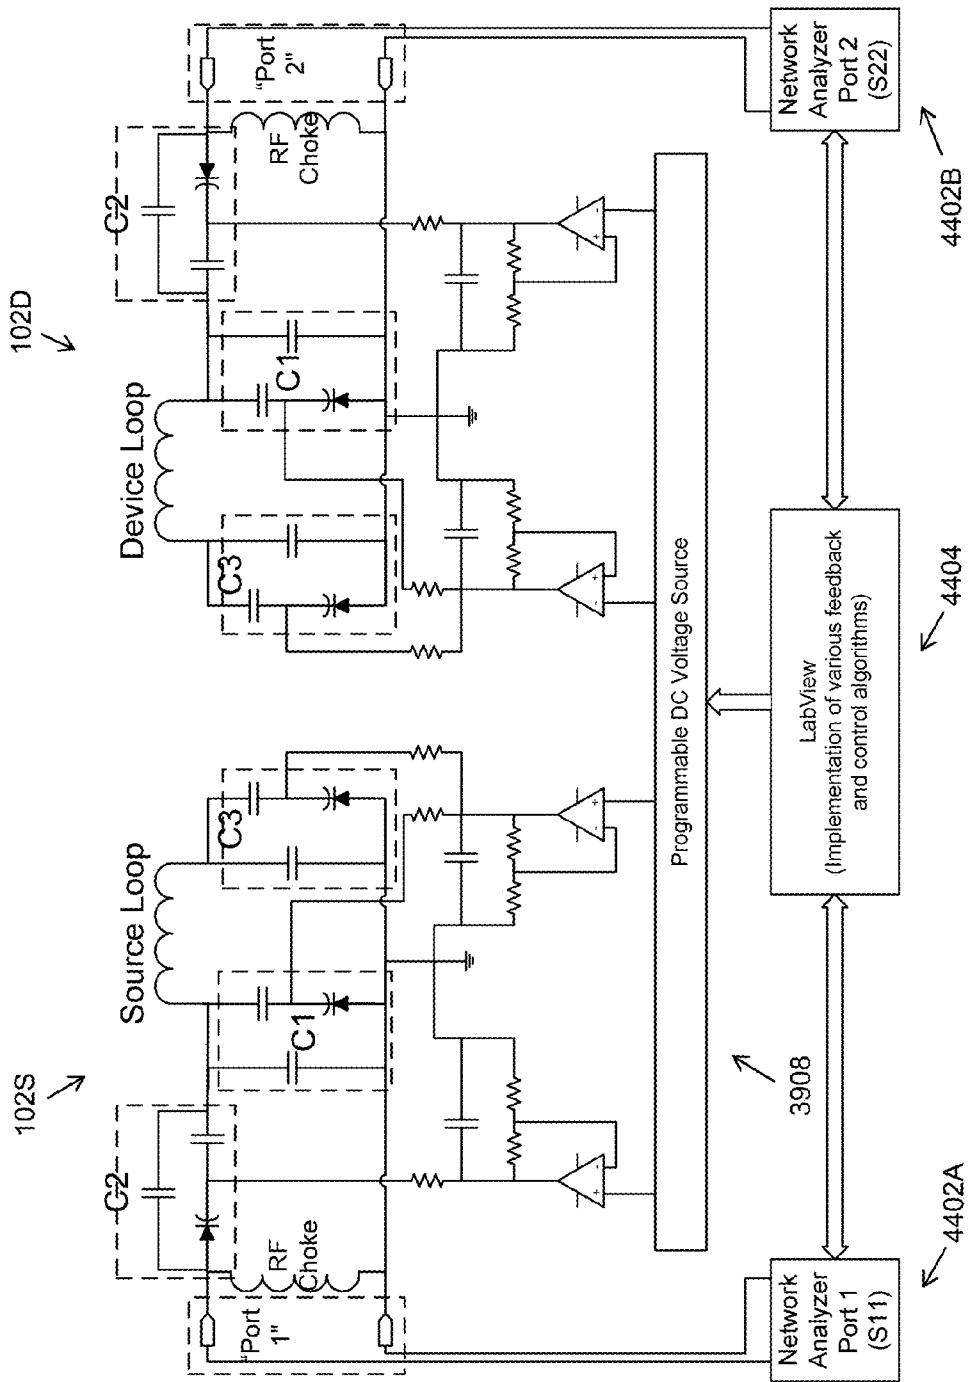 102S
102D
Source Loop
Device Loop
C2
C1
C3
C3
C1
C2
RF
Choke
RF
Choke
"Port
1"
"Port
2"
+
-
+
-
+
-
+
-
Programmable DC Voltage Source
3908
Network
Analyzer
Port 1
(S11)
LabView
(Implementation of various feedback
and control algorithms)
Network
Analyzer
Port 2
(S22)
4402A
4404
4402B